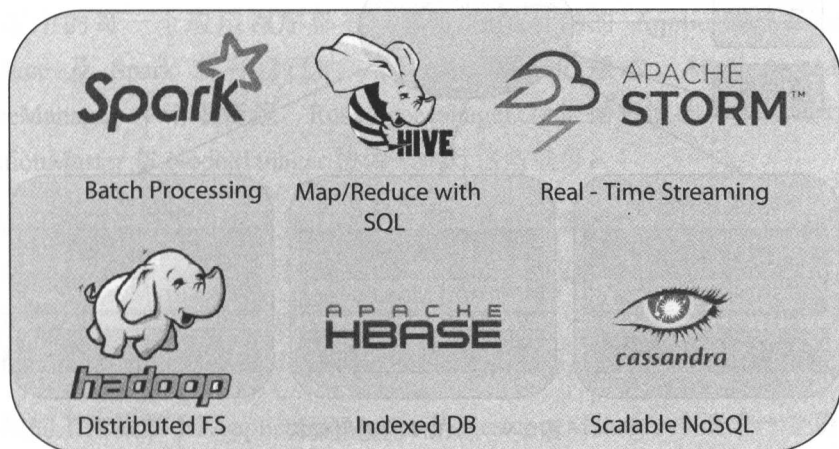 Spark
HIVE
APACHE
STORM™
Batch Processing
Map/Reduce with
SQL
Real - Time Streaming
hadoop
APACHE
HBASE
cassandra
Distributed FS
Indexed DB
Scalable NoSQL